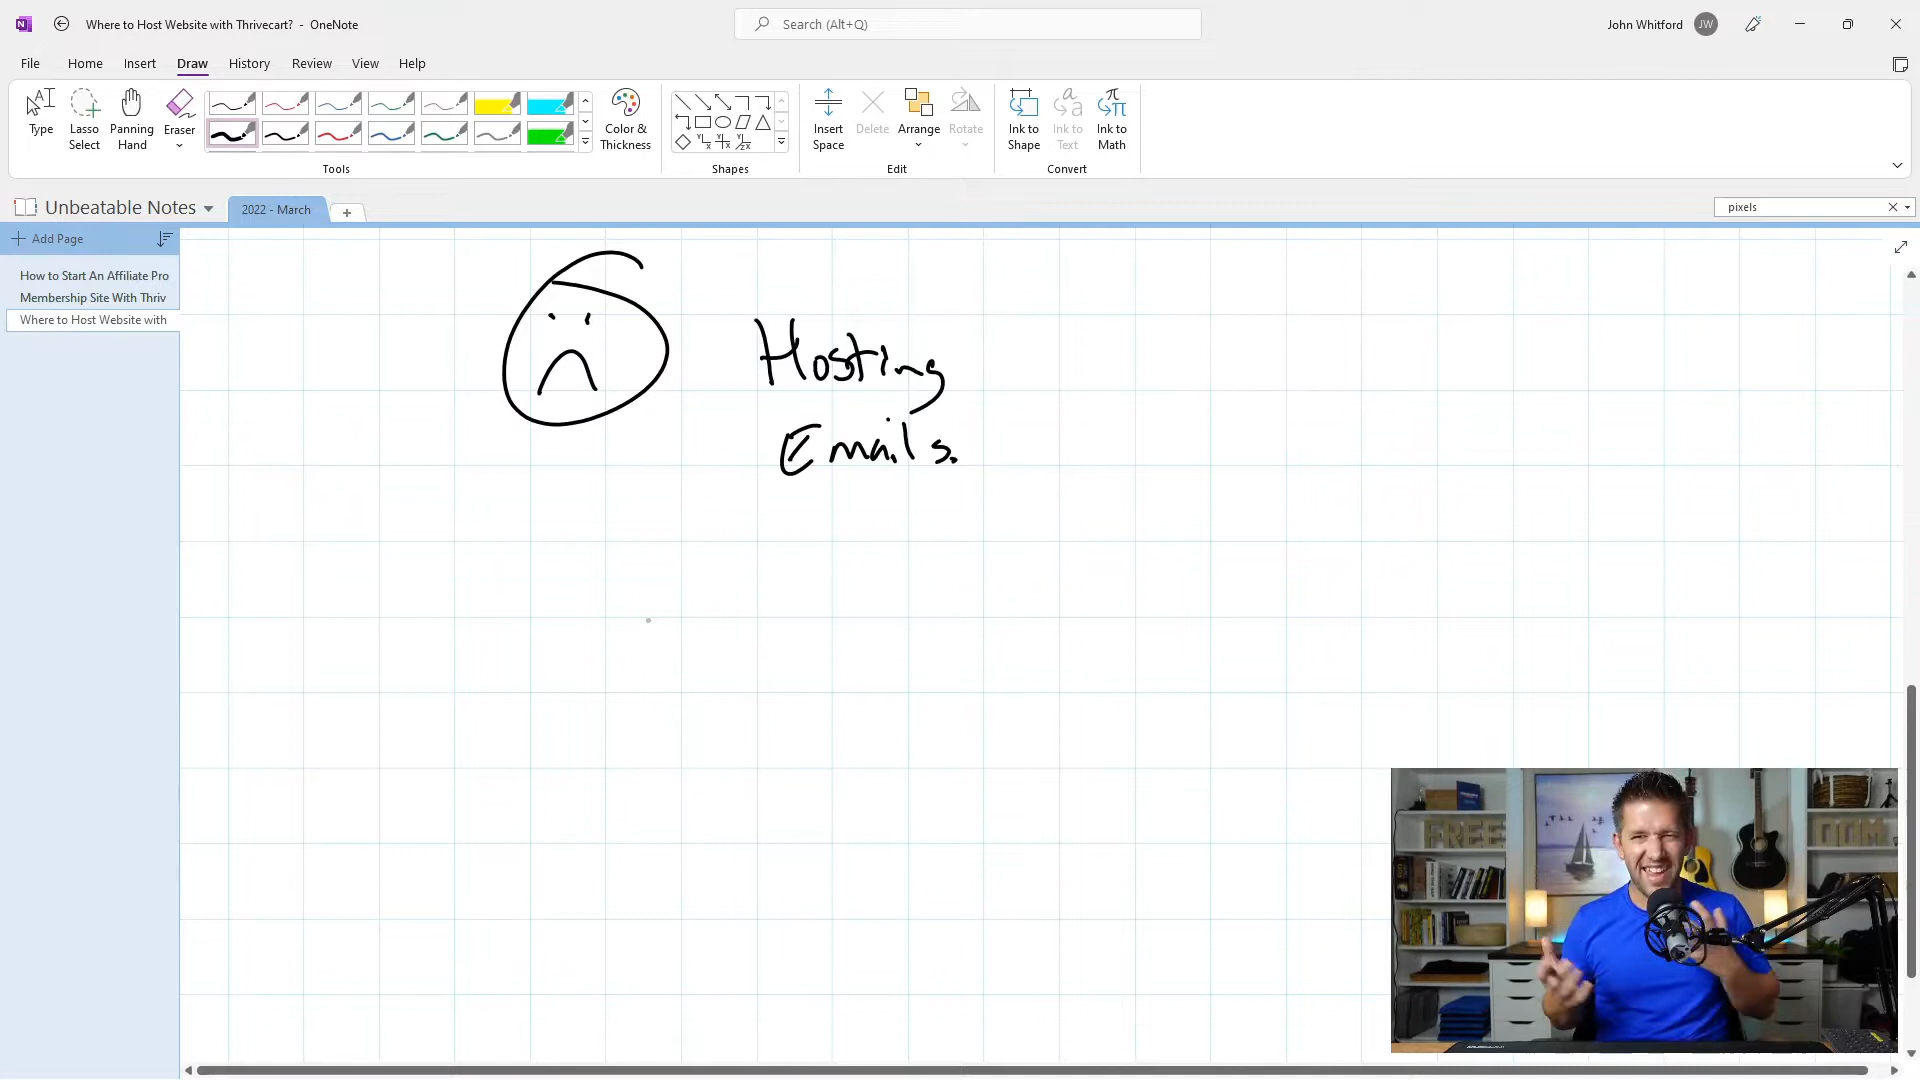 Where to Host Website with Thrivecart? - OneNote
Search (Alt+Q)
John Whitford
JW
File
Home
Insert
Draw
History
Review
View
Help
Type
Lasso Select
Panning Hand
Eraser
Color & Thickness
Insert Space
Delete
Arrange
Rotate
Ink to Shape
Ink to Text
Ink to Math
Tools
Shapes
Edit
Convert
Unbeatable Notes
2022 - March
pixels
Add Page
How to Start An Affiliate Pro
Membership Site With Thriv
Where to Host Website with
Hosting
Emails.
FREE
DOM